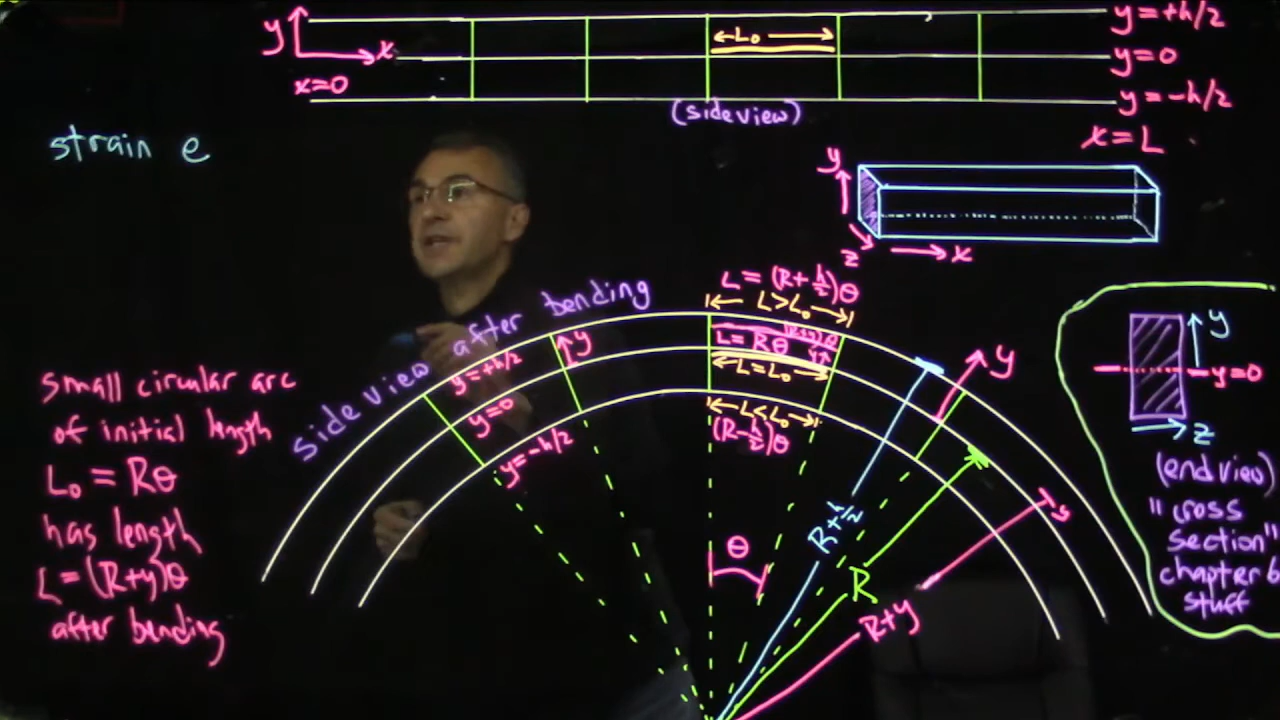 y
x
x=0
L₀
y=+h/2
y=0
y=-h/2
(side view)
x=L
strain e
y
z
x
L=(R+h/2)θ
L>L₀
side view after bending
y=+h/2
y=0
y=-h/2
y
(R+y)θ
L=Rθ
y
L=L₀
L<L₀
(R-h/2)θ
θ
R+h/2
R
R+y
y
y
small circular arc
of initial length
L₀=Rθ
has length
L=(R+y)θ
after bending
y
y=0
z
(end view)
"cross
section"
chapter 6
stuff